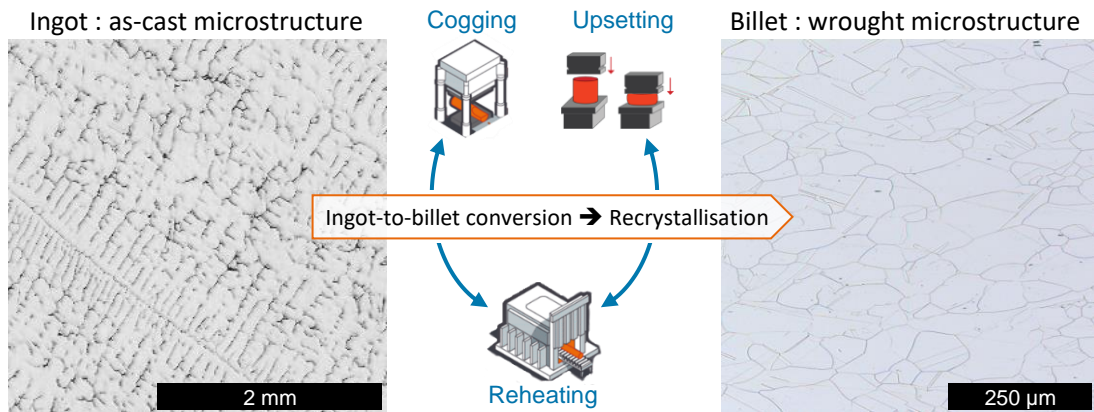 Ingot : as-cast microstructure
Cogging
Upsetting
Billet : wrought microstructure
Ingot-to-billet conversion ➔ Recrystallisation
Reheating
2 mm
250 µm